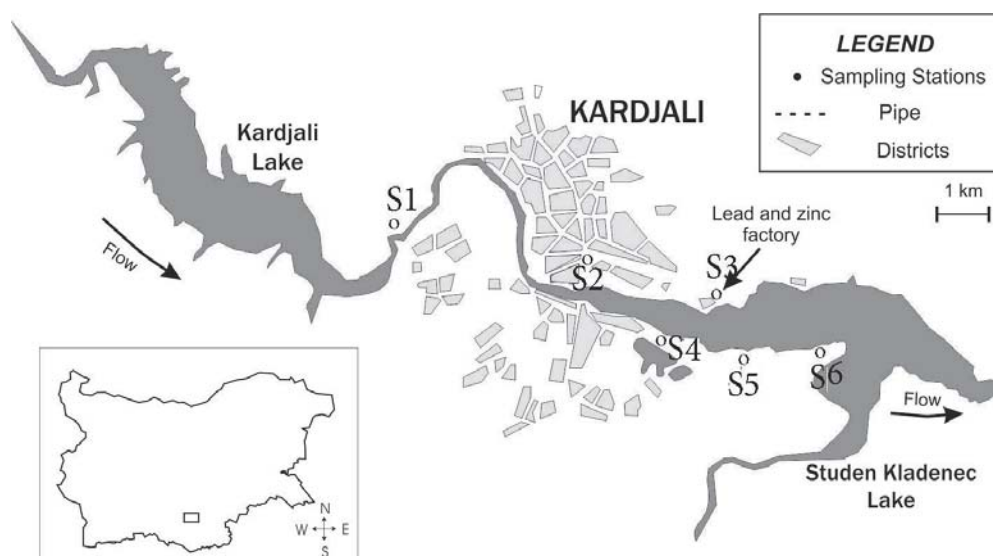 LEGEND
Sampling Stations
Pipe
Districts
1 km
KARDJALI
Kardjali
Lake
Flow
S1
S2
Lead and zinc
factory
S3
S4
S5
S6
Flow
Studen Kladenec
Lake
N
W E
S